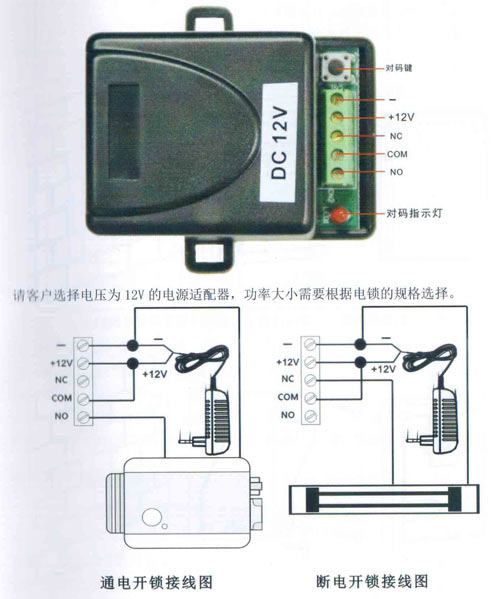 对码键
—
+12V
NC
COM
NO
DC 12V
对码指示灯
请客户选择电压为 12V 的电源适配器，功率大小需要根据电锁的规格选择。
—
+12V
NC
COM
NO
—
+12V
—
+12V
NC
COM
NO
—
+12V
通电开锁接线图
断电开锁接线图